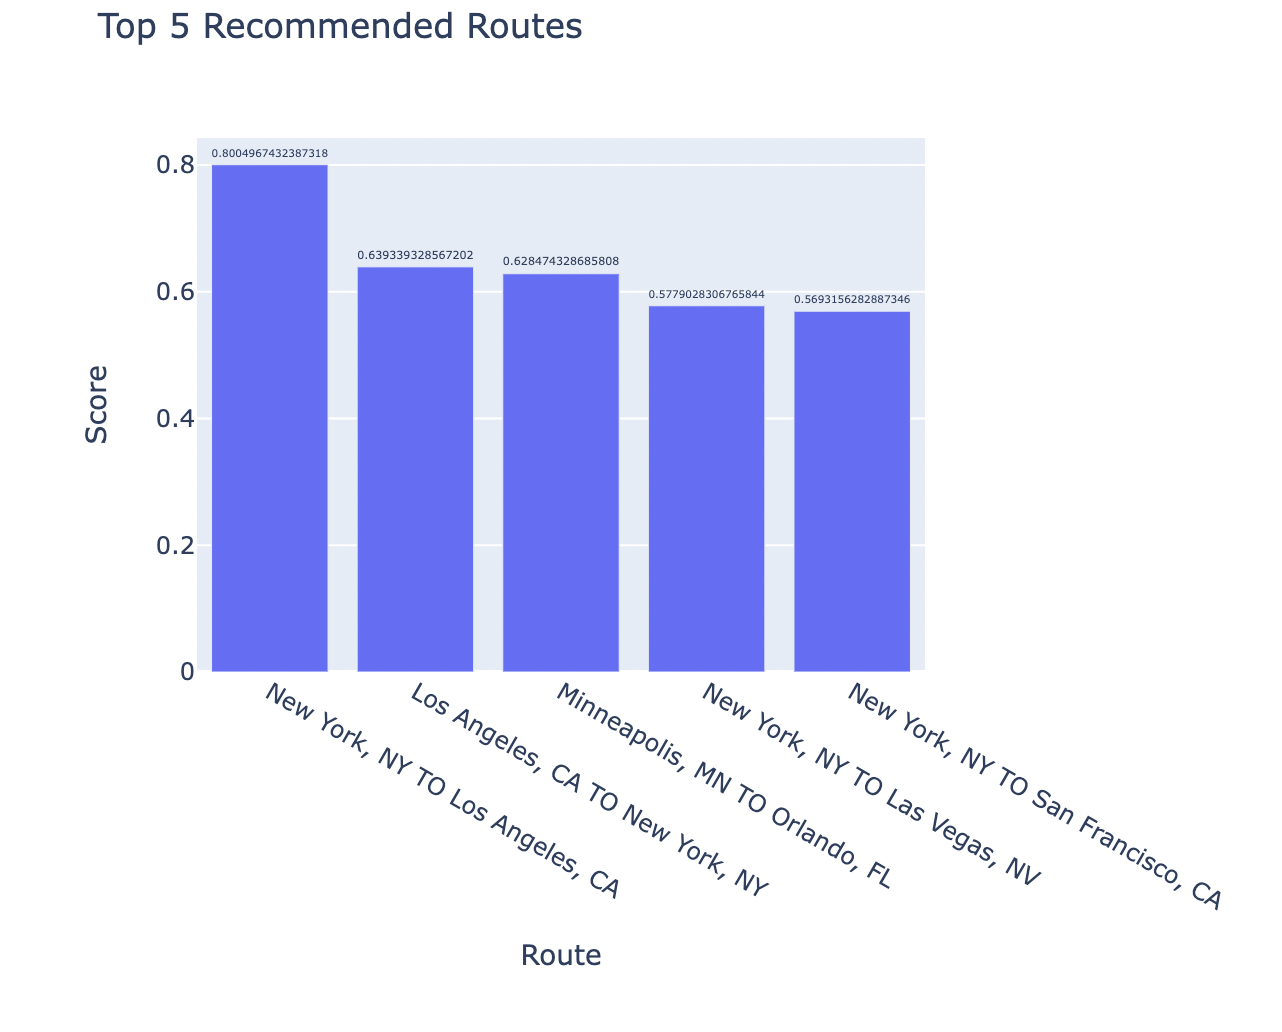 Top 5 Recommended Routes
0.8004967432387318
0.639339328567202
0.628474328685808
0.5779028306765844
0.5693156282887346
0.8
0.6
0.4
0.2
0
Score
New York, NY TO Los Angeles, CA
Los Angeles, CA TO New York, NY
Minneapolis, MN TO Orlando, FL
New York, NY TO Las Vegas, NV
New York, NY TO San Francisco, CA
Route